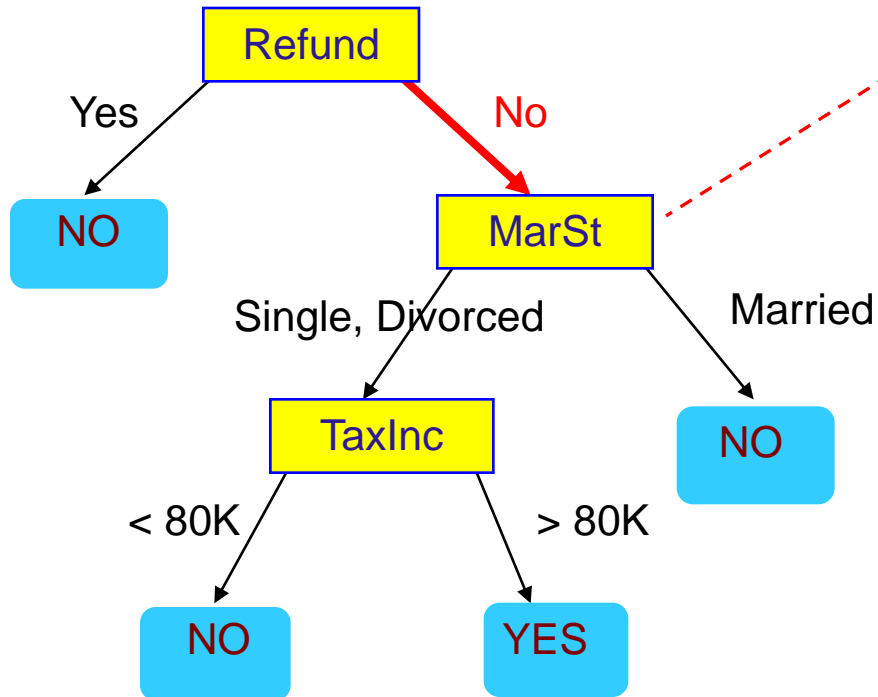 Refund
Yes
No
NO
MarSt
Single, Divorced
Married
TaxInc
NO
< 80K
> 80K
NO
YES